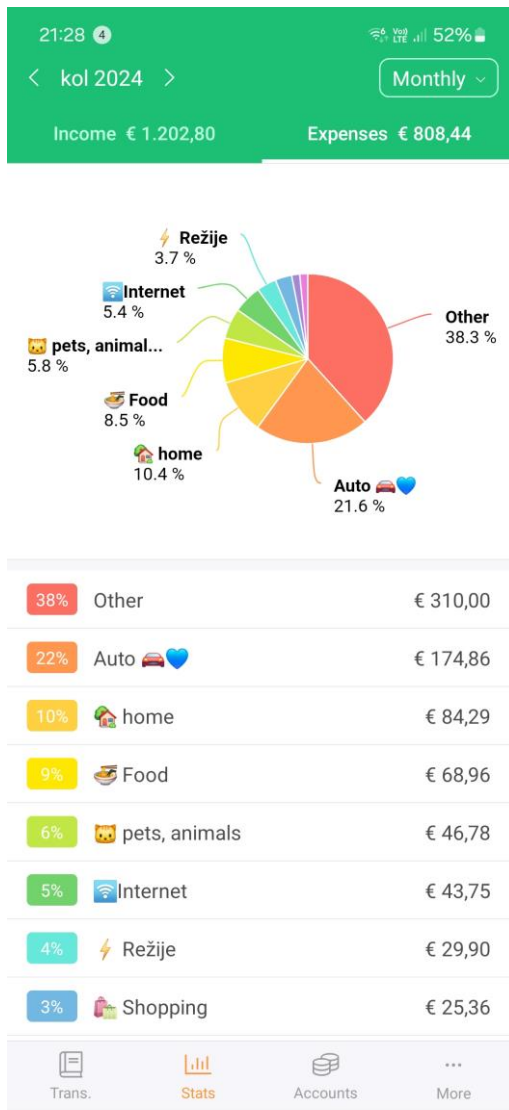 21:28 4 Vo)) LTE 52%
kol 2024 Monthly
Income € 1.202,80 Expenses € 808,44
⚡ Režije
3.7 %
🛜Internet
5.4 %
Other
38.3 %
🐱 pets, animal...
5.8 %
🍜 Food
8.5 %
🏡 home
10.4 %
Auto 🚗💙
21.6 %
38% Other € 310,00
22% Auto 🚗💙 € 174,86
10% 🏡 home € 84,29
9% 🍜 Food € 68,96
6% 🐱 pets, animals € 46,78
5% 🛜Internet € 43,75
4% ⚡ Režije € 29,90
3% 🛍️ Shopping € 25,36
Trans. Stats Accounts More